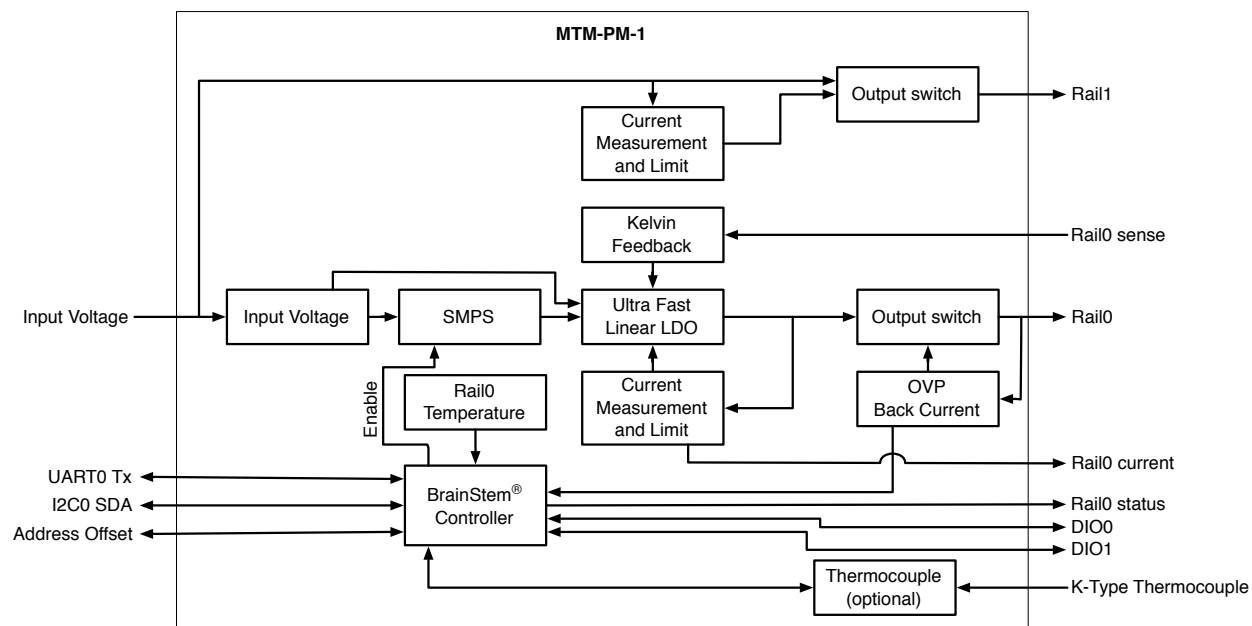 MTM-PM-1
Output switch
Rail1
Current
Measurement
and Limit
Kelvin
Feedback
Rail0 sense
Input Voltage
Input Voltage
SMPS
Ultra Fast
Linear LDO
Output switch
Rail0
Enable
Rail0
Temperature
Current
Measurement
and Limit
OVP
Back Current
Rail0 current
UART0 Tx
I2C0 SDA
Address Offset
BrainStem®
Controller
Rail0 status
DIO0
DIO1
Thermocouple
(optional)
K-Type Thermocouple